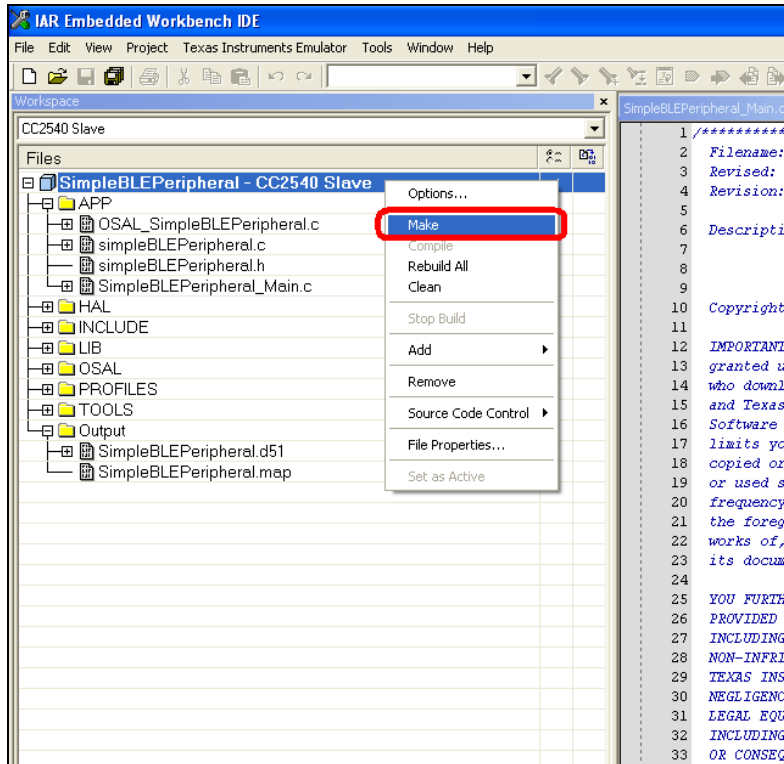 IAR Embedded Workbench IDE
File Edit View Project Texas Instruments Emulator Tools Window Help
Workspace
CC2540 Slave
Files
SimpleBLEPeripheral - CC2540 Slave
APP
OSAL_SimpleBLEPeripheral.c
simpleBLEPeripheral.c
simpleBLEPeripheral.h
SimpleBLEPeripheral_Main.c
HAL
INCLUDE
LIB
OSAL
PROFILES
TOOLS
Output
SimpleBLEPeripheral.d51
SimpleBLEPeripheral.map
Options...
Make
Compile
Rebuild All
Clean
Stop Build
Add
Remove
Source Code Control
File Properties...
Set as Active
SimpleBLEPeripheral_Main.c
1 /**********
2 Filename:
3 Revised:
4 Revision:
5
6 Descripti
7
8
9
10 Copyright
11
12 IMPORTANT
13 granted u
14 who downl
15 and Texas
16 Software
17 limits yo
18 copied or
19 or used s
20 frequency
21 the foreg
22 works of,
23 its docum
24
25 YOU FURTH
26 PROVIDED
27 INCLUDING
28 NON-INFRI
29 TEXAS INS
30 NEGLIGENC
31 LEGAL EQU
32 INCLUDING
33 OR CONSEQ